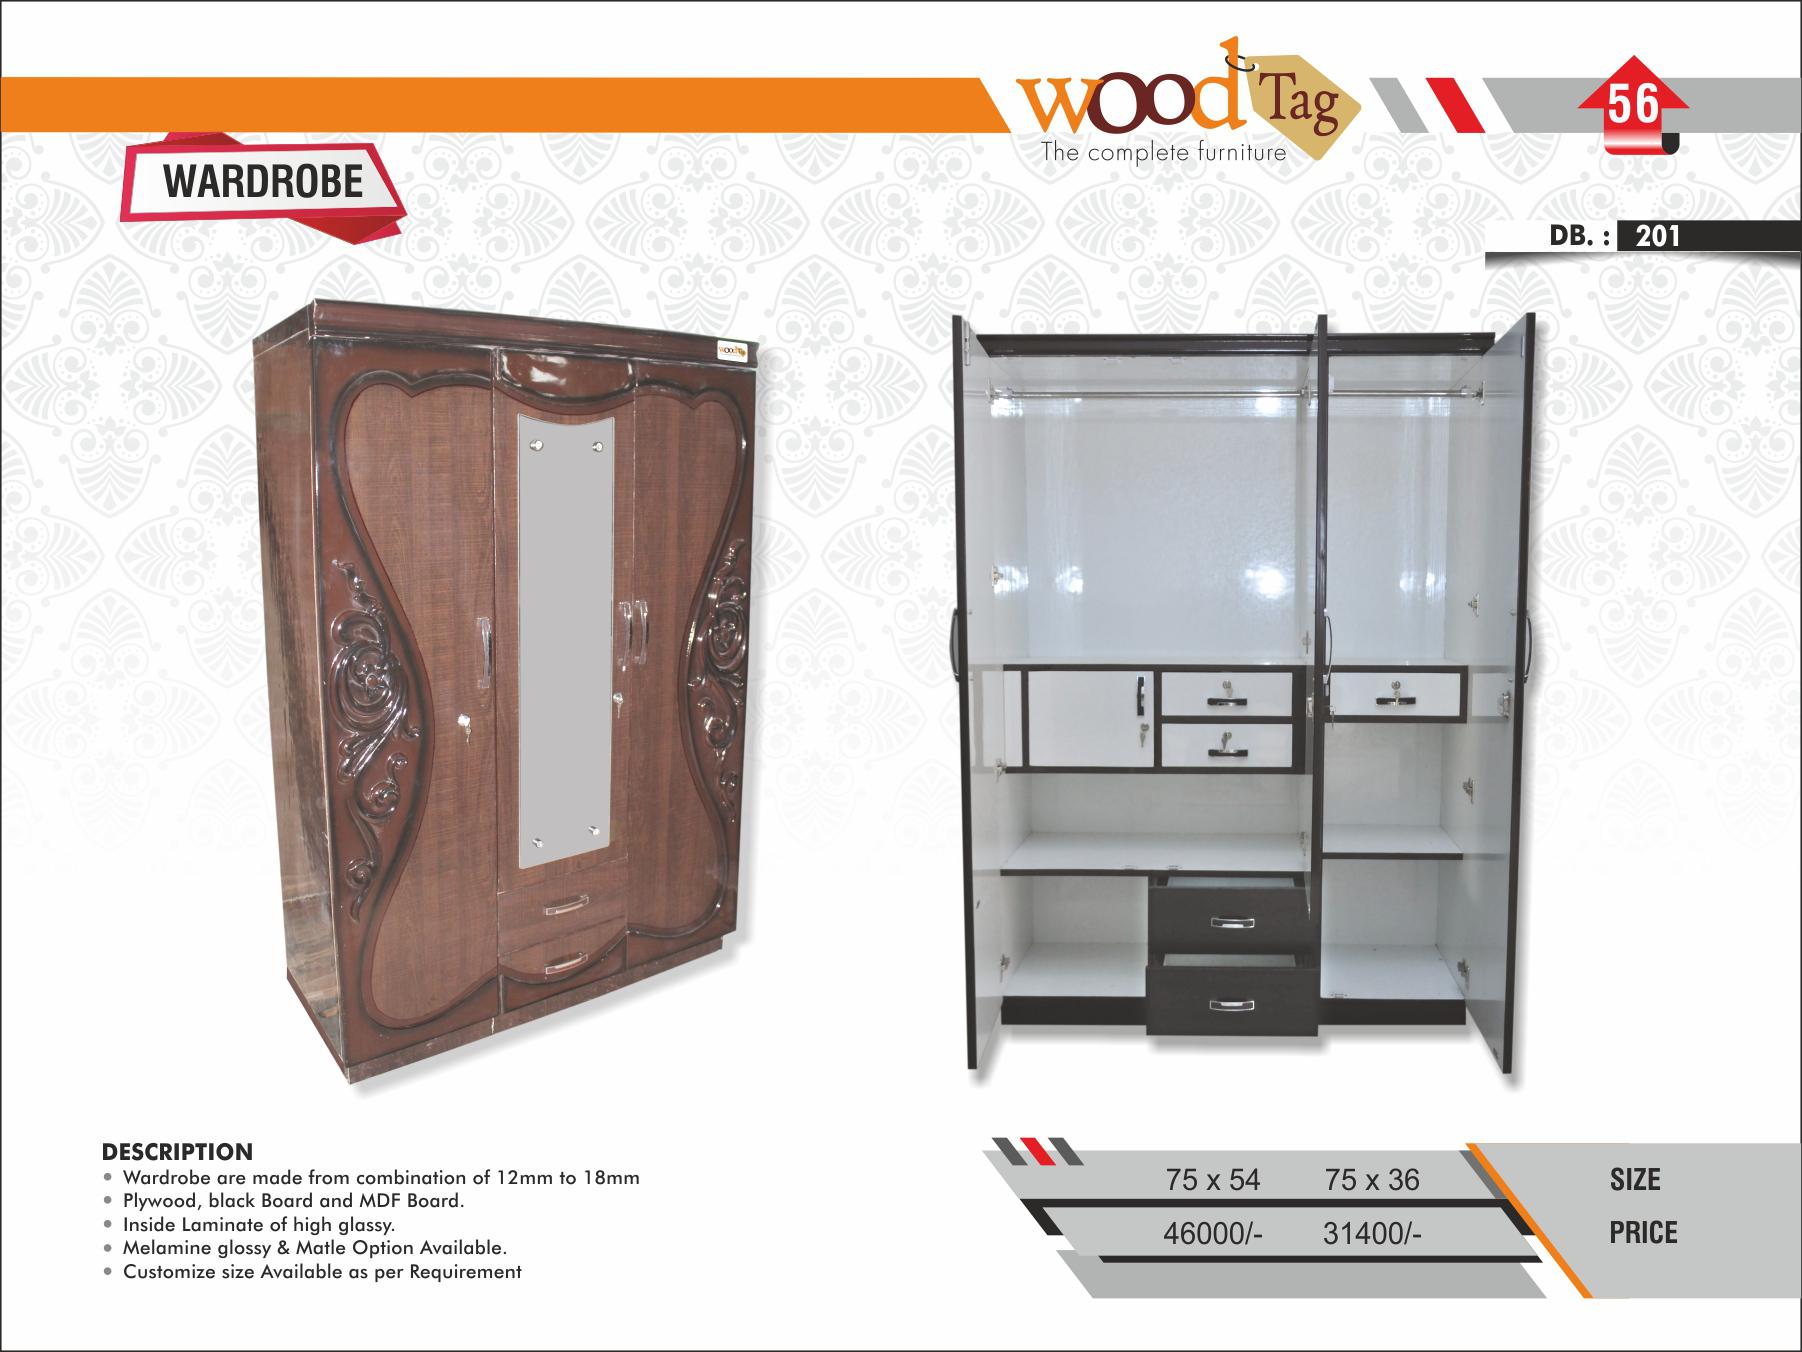 wood Tag
The complete furniture
56
WARDROBE
DB. : 201
wood Tag
DESCRIPTION
• Wardrobe are made from combination of 12mm to 18mm
• Plywood, black Board and MDF Board.
• Inside Laminate of high glassy.
• Melamine glossy & Matle Option Available.
• Customize size Available as per Requirement
75 x 54 75 x 36 SIZE
46000/- 31400/- PRICE